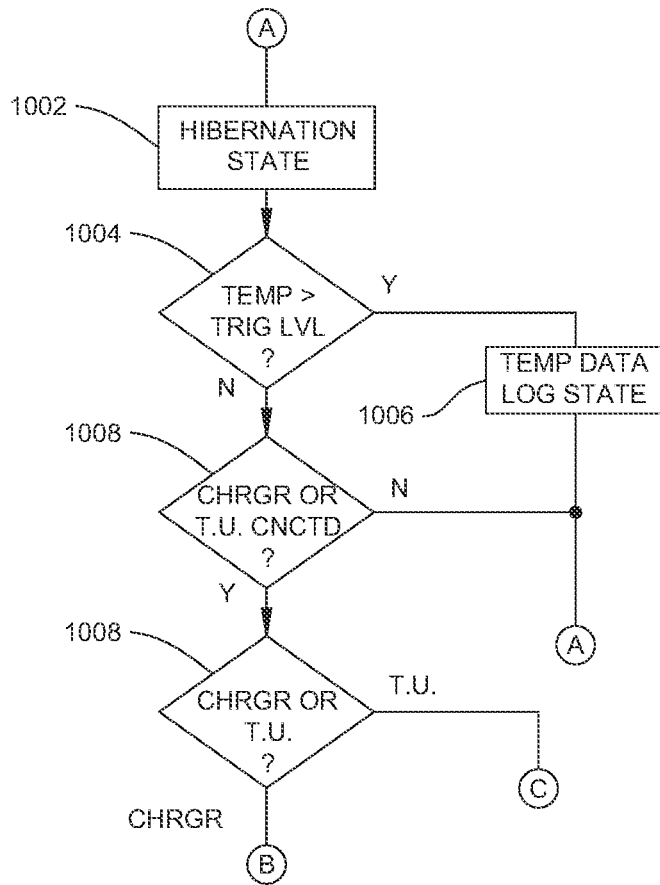 A
1002
HIBERNATION
STATE
1004
TEMP >
TRIG LVL
?
Y
N
TEMP DATA
LOG STATE
1006
1008
CHRGR OR
T.U. CNCTD
?
N
Y
A
1008
CHRGR OR
T.U.
?
T.U.
C
CHRGR
B